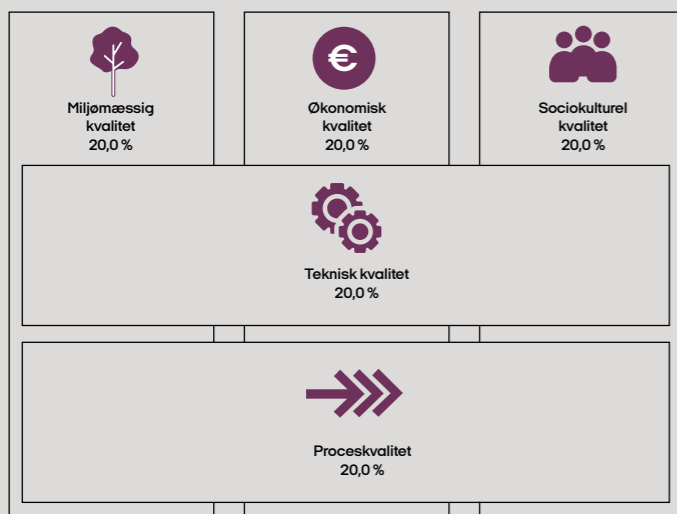 Miljømæssig
kvalitet
20,0 %
€
Økonomisk
kvalitet
20,0 %
Sociokulturel
kvalitet
20,0 %
Teknisk kvalitet
20,0 %
Proceskvalitet
20,0 %